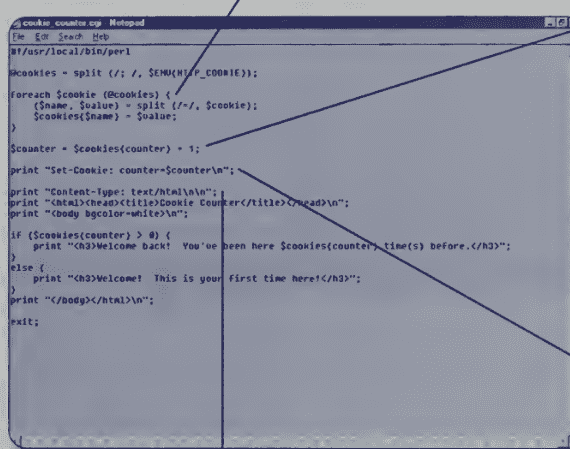 cookie_counter.cgi - Notepad
File Edit Search Help
#!/usr/local/bin/perl
@cookies = split (/; /, $ENV{HTTP_COOKIE});
foreach $cookie (@cookies) {
($name, $value) = split (/=/, $cookie);
$cookies{$name} = $value;
}
$counter = $cookies{counter} + 1;
print "Set-Cookie: counter=$counter\n";
print "Content-Type: text/html\n\n";
print "<html><head><title>Cookie Counter</title></head>\n";
print "<body bgcolor=white>\n";
if ($cookies{counter} > 0) {
print "<h3>Welcome back! You've been here $cookies{counter} time(s) before.</h3>";
}
else {
print "<h3>Welcome! This is your first time here!</h3>";
}
print "</body></html>\n";
exit;